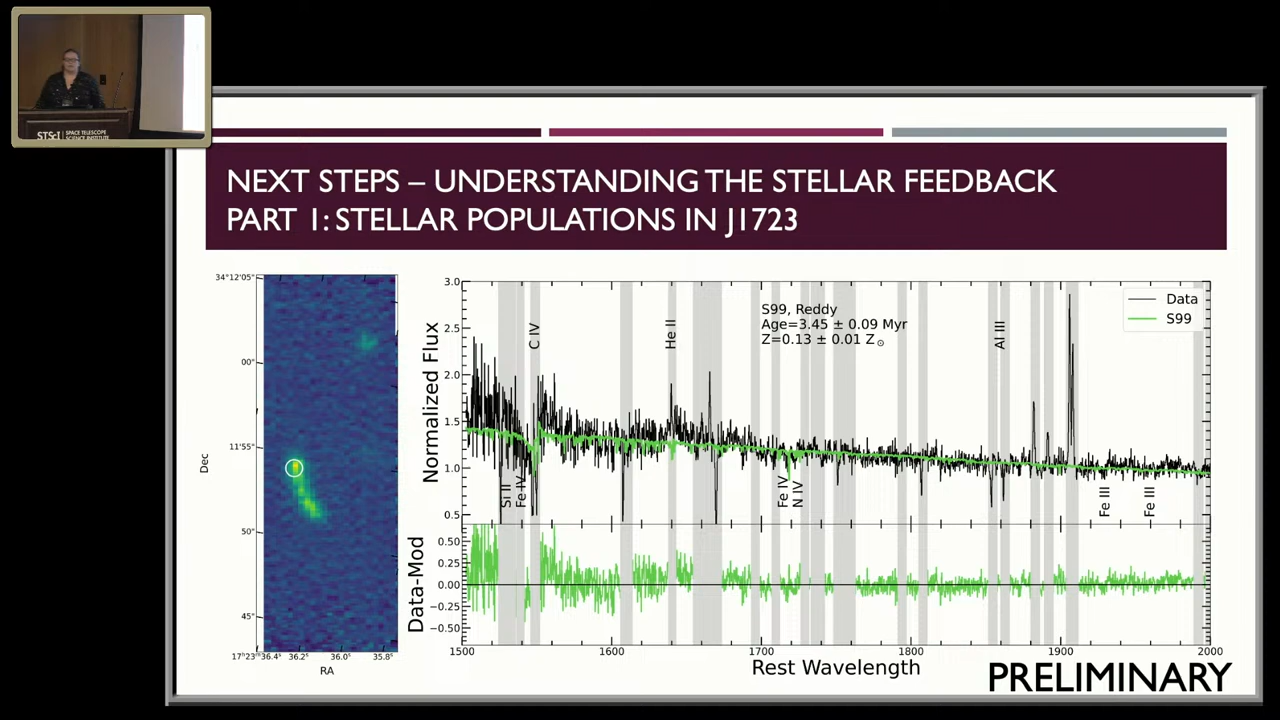 STScI | SPACE TELESCOPE
SCIENCE INSTITUTE
NEXT STEPS – UNDERSTANDING THE STELLAR FEEDBACK
PART 1: STELLAR POPULATIONS IN J1723
34°12'05"
00"
11'55"
50"
45"
Dec
17ʰ23ᵐ36.4ˢ 36.2ˢ 36.0ˢ 35.8ˢ
RA
Normalized Flux
3.0
2.5
2.0
1.5
1.0
0.5
C IV
He II
S99, Reddy
Age=3.45 ± 0.09 Myr
Z=0.13 ± 0.01 Z☉
Al III
Data
S99
Si II
Fe IV
Fe IV
N IV
Fe III
Fe III
Data-Mod
0.50
0.25
0.00
−0.25
−0.50
1500 1600 1700 1800 1900 2000
Rest Wavelength
PRELIMINARY